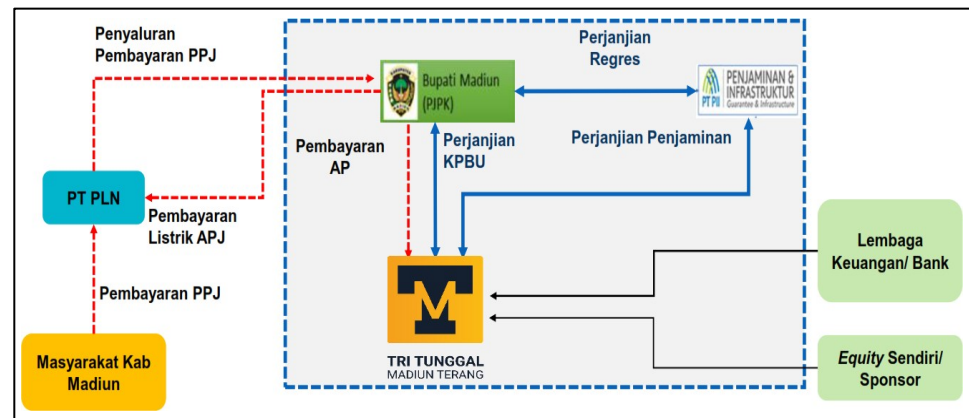 Penyaluran
Pembayaran PPJ
Bupati Madiun
(PJPK)
Perjanjian
Regres
PT PII
PENJAMINAN &
INFRASTRUKTUR
Guarantee & Infrastructure
Pembayaran
AP
Perjanjian
KPBU
Perjanjian Penjaminan
PT PLN
Pembayaran
Listrik APJ
Pembayaran PPJ
Masyarakat Kab
Madiun
TM
TRI TUNGGAL
MADIUN TERANG
Lembaga
Keuangan/ Bank
Equity Sendiri/
Sponsor